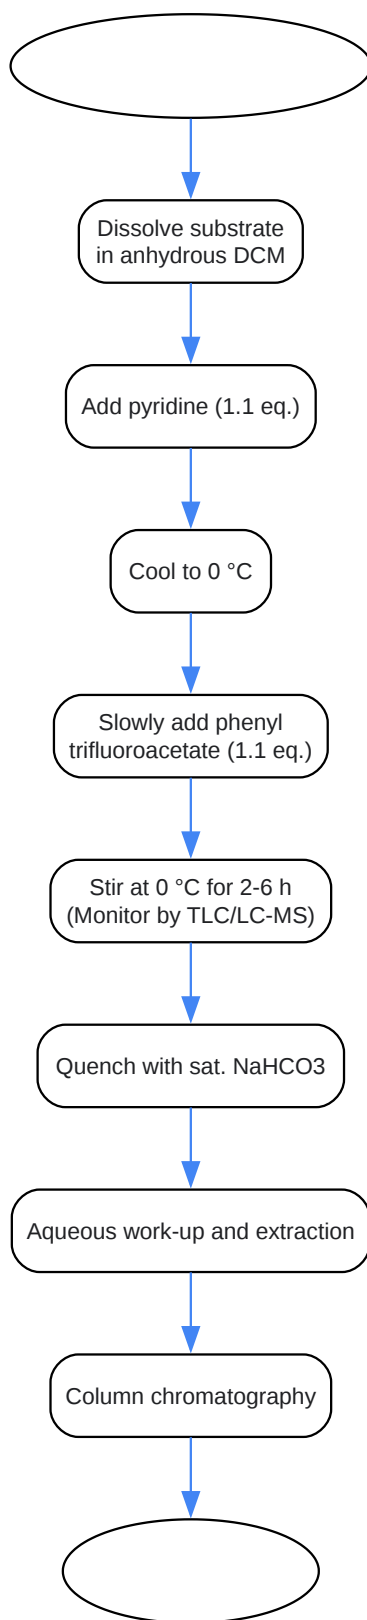 Dissolve substrate
in anhydrous DCM
Add pyridine (1.1 eq.)
Cool to 0 °C
Slowly add phenyl
trifluoroacetate (1.1 eq.)
Stir at 0 °C for 2-6 h
(Monitor by TLC/LC-MS)
Quench with sat. NaHCO3
Aqueous work-up and extraction
Column chromatography